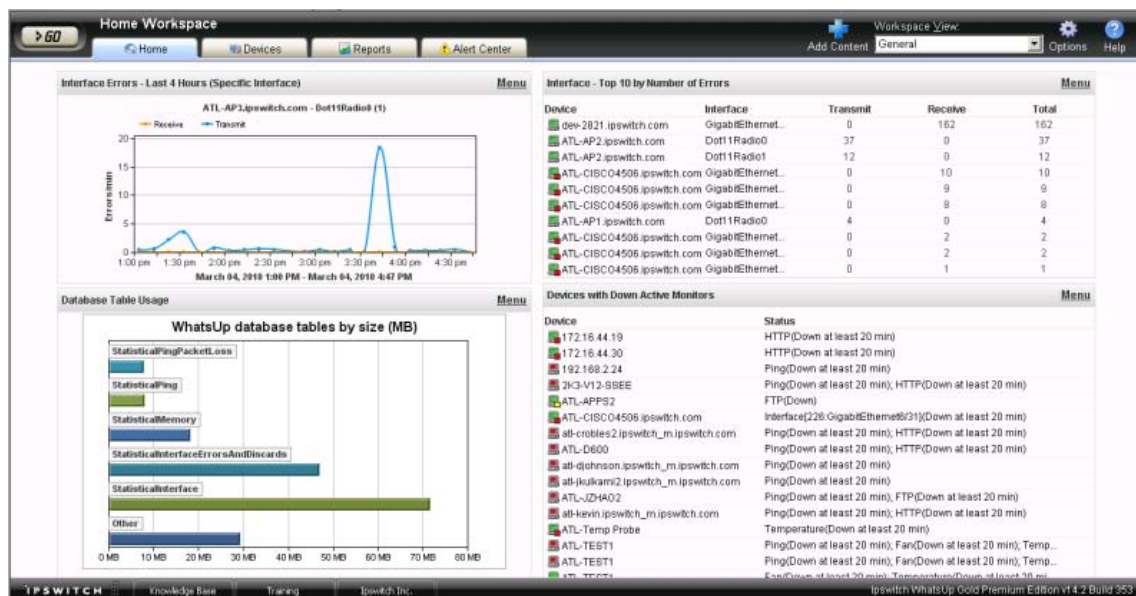 > GO
Home Workspace
Home
Devices
Reports
Alert Center
Add Content
Workspace View:
General
Options
Help
Interface Errors - Last 4 Hours (Specific Interface)
Menu
ATL-AP3.ipswitch.com - Dot11Radio0 (1)
Receive Transmit
Errors/min
20
15
10
5
0
1:00 pm 1:30 pm 2:00 pm 2:30 pm 3:00 pm 3:30 pm 4:00 pm 4:30 pm
March 04, 2010 1:00 PM - March 04, 2010 4:47 PM
Interface - Top 10 by Number of Errors
Menu
Device Interface Transmit Receive Total
dev-2821.ipswitch.com GigabitEthernet... 0 162 162
ATL-AP2.ipswitch.com Dot11Radio0 37 0 37
ATL-AP2.ipswitch.com Dot11Radio1 12 0 12
ATL-CISCO4506.ipswitch.com GigabitEthernet... 0 10 10
ATL-CISCO4506.ipswitch.com GigabitEthernet... 0 9 9
ATL-CISCO4506.ipswitch.com GigabitEthernet... 0 8 8
ATL-AP1.ipswitch.com Dot11Radio0 4 0 4
ATL-CISCO4506.ipswitch.com GigabitEthernet... 0 2 2
ATL-CISCO4506.ipswitch.com GigabitEthernet... 0 2 2
ATL-CISCO4506.ipswitch.com GigabitEthernet... 0 1 1
Database Table Usage
Menu
WhatsUp database tables by size (MB)
StatisticalPingPacketLoss
StatisticalPing
StatisticalMemory
StatisticalInterfaceErrorsAndDiscards
StatisticalInterface
Other
0 MB 10 MB 20 MB 30 MB 40 MB 50 MB 60 MB 70 MB 80 MB
Devices with Down Active Monitors
Menu
Device Status
172.16.44.19 HTTP(Down at least 20 min)
172.16.44.30 HTTP(Down at least 20 min)
192.168.2.24 Ping(Down at least 20 min)
2K3-V12-SSEE Ping(Down at least 20 min); HTTP(Down at least 20 min)
ATL-APPS2 FTP(Down)
ATL-CISCO4506.ipswitch.com Interface[226:GigabitEthernet6/31](Down at least 20 min)
atl-crobles2.ipswitch_m.ipswitch.com Ping(Down at least 20 min); HTTP(Down at least 20 min)
ATL-D600 Ping(Down at least 20 min); HTTP(Down at least 20 min)
atl-djohnson.ipswitch_m.ipswitch.com Ping(Down at least 20 min)
atl-jkulkarni2.ipswitch_m.ipswitch.com Ping(Down at least 20 min)
ATL-JZHAO2 Ping(Down at least 20 min); FTP(Down at least 20 min)
atl-kevin.ipswitch_m.ipswitch.com Ping(Down at least 20 min); HTTP(Down at least 20 min)
ATL-Temp Probe Temperature(Down at least 20 min)
ATL-TEST1 Ping(Down at least 20 min); Fan(Down at least 20 min); Temp...
ATL-TEST1 Ping(Down at least 20 min); Fan(Down at least 20 min); Temp...
IPSWITCH
Knowledge Base
Training
Ipswitch Inc.
Ipswitch WhatsUp Gold Premium Edition v14.2 Build 353